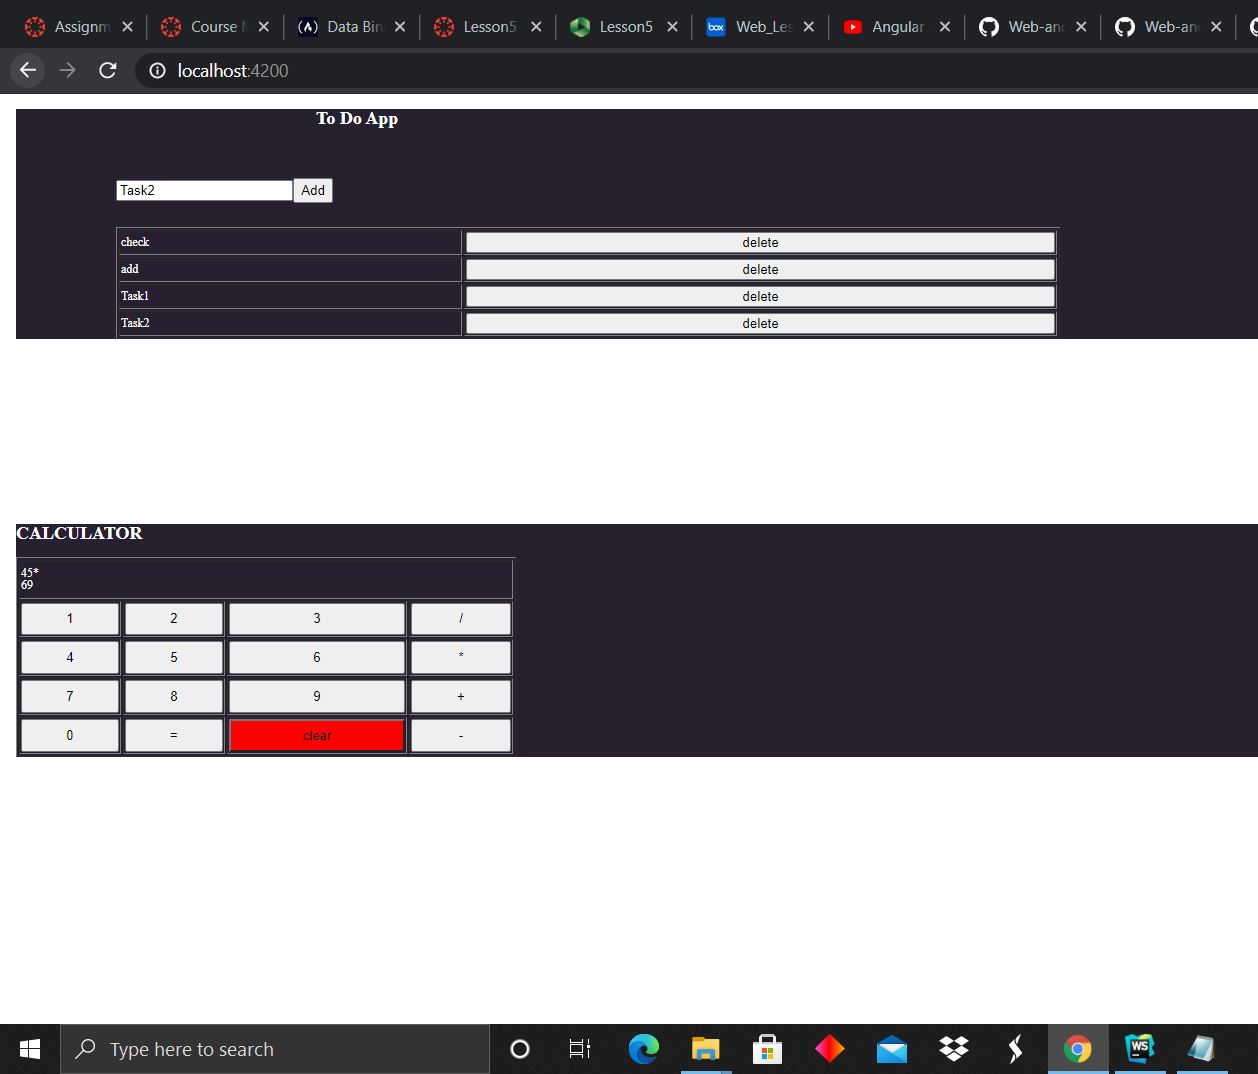 Assignm
Course M
Data Bin
Lesson5
Lesson5
box Web_Les
Angular
Web-an
Web-an
localhost:4200
To Do App
Task2 Add
check delete
add delete
Task1 delete
Task2 delete
CALCULATOR
45*
69
1 2 3 /
4 5 6 *
7 8 9 +
0 = clear -
Type here to search
WS